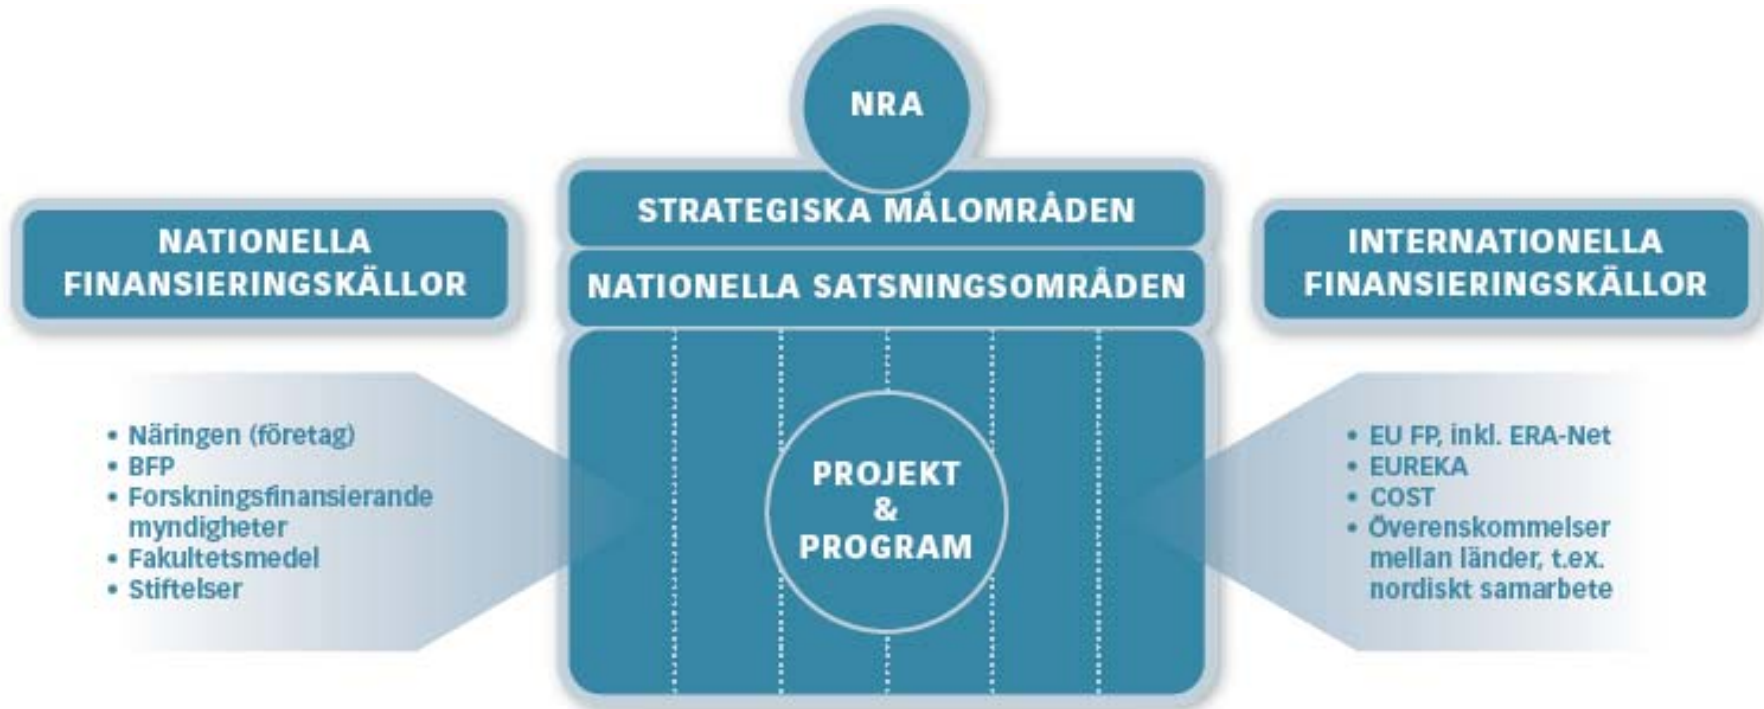 NRA
STRATEGISKA MÅLOMRÅDEN
NATIONELLA SATSNINGSOMRÅDEN
NATIONELLA
FINANSIERINGSKÄLLOR
• Näringen (företag)
• BFP
• Forskningsfinansierande
myndigheter
• Fakultetsmedel
• Stiftelser
PROJEKT
&
PROGRAM
INTERNATIONELLA
FINANSIERINGSKÄLLOR
• EU FP, inkl. ERA-Net
• EUREKA
• COST
• Överenskommelser
mellan länder, t.ex.
nordiskt samarbete